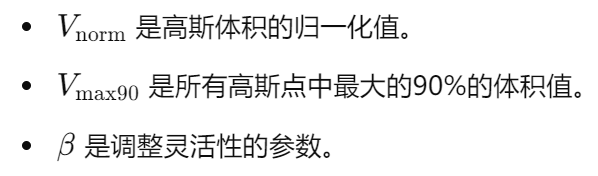 • V_norm 是高斯体积的归一化值。
• V_max90 是所有高斯点中最大的90%的体积值。
• β 是调整灵活性的参数。